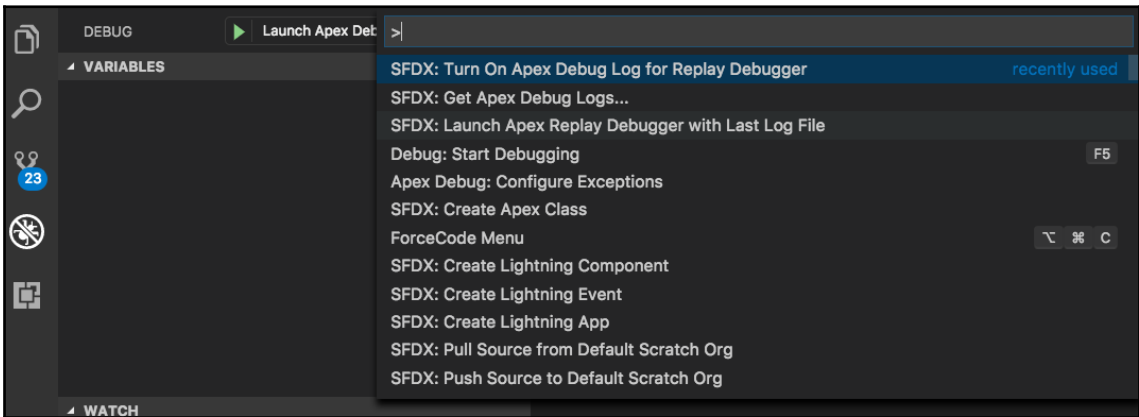 DEBUG
Launch Apex Deb
>
VARIABLES
SFDX: Turn On Apex Debug Log for Replay Debugger recently used
SFDX: Get Apex Debug Logs...
SFDX: Launch Apex Replay Debugger with Last Log File
Debug: Start Debugging F5
23
Apex Debug: Configure Exceptions
SFDX: Create Apex Class
ForceCode Menu ⌥ ⌘ C
SFDX: Create Lightning Component
SFDX: Create Lightning Event
SFDX: Create Lightning App
SFDX: Pull Source from Default Scratch Org
SFDX: Push Source to Default Scratch Org
WATCH